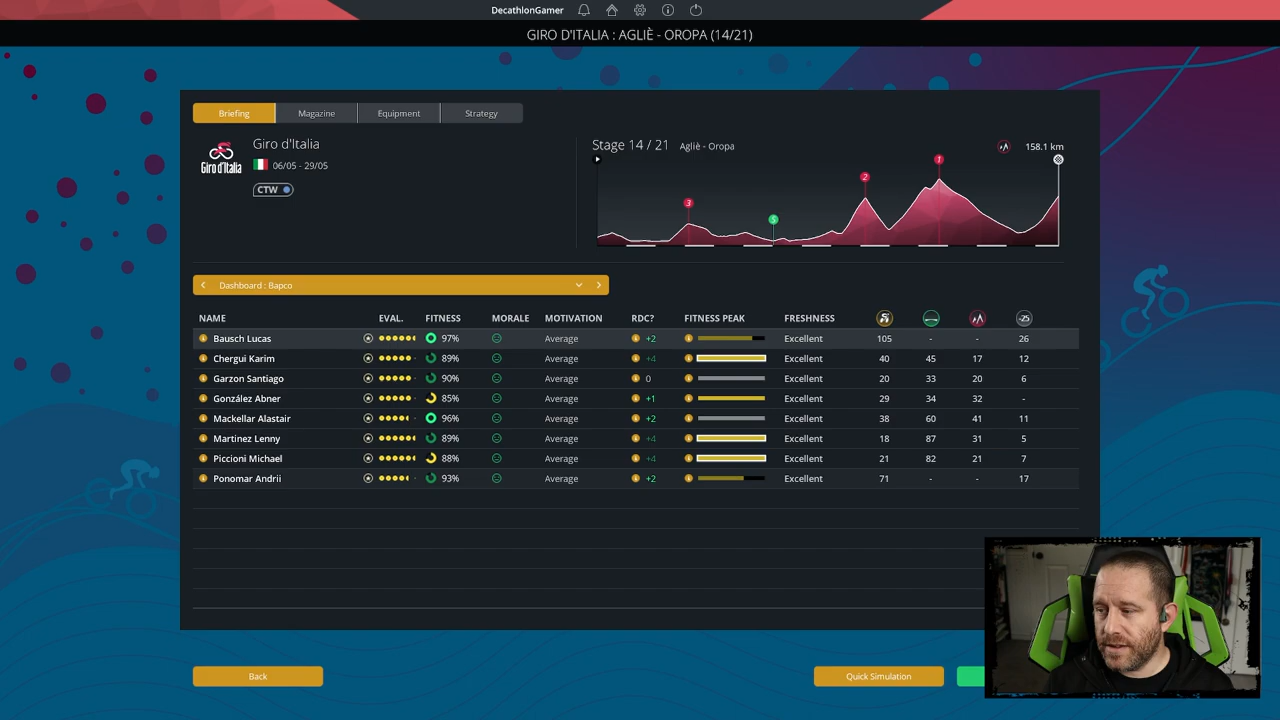 DecathlonGamer
GIRO D'ITALIA : AGLIÈ - OROPA (14/21)
Briefing Magazine Equipment Strategy
Giro d'Italia
Giro d'Italia
06/05 - 29/05
CTW
Stage 14 / 21 Agliè - Oropa 158.1 km
1
2
3
S
Dashboard : Bapco
NAME EVAL. FITNESS MORALE MOTIVATION RDC? FITNESS PEAK FRESHNESS -25
Bausch Lucas 97% Average +2 Excellent 105 - - 26
Chergui Karim 89% Average +4 Excellent 40 45 17 12
Garzon Santiago 90% Average 0 Excellent 20 33 20 6
González Abner 85% Average +1 Excellent 29 34 32 -
Mackellar Alastair 96% Average +2 Excellent 38 60 41 11
Martinez Lenny 89% Average +4 Excellent 18 87 31 5
Piccioni Michael 88% Average +4 Excellent 21 82 21 7
Ponomar Andrii 93% Average +2 Excellent 71 - - 17
Back Quick Simulation